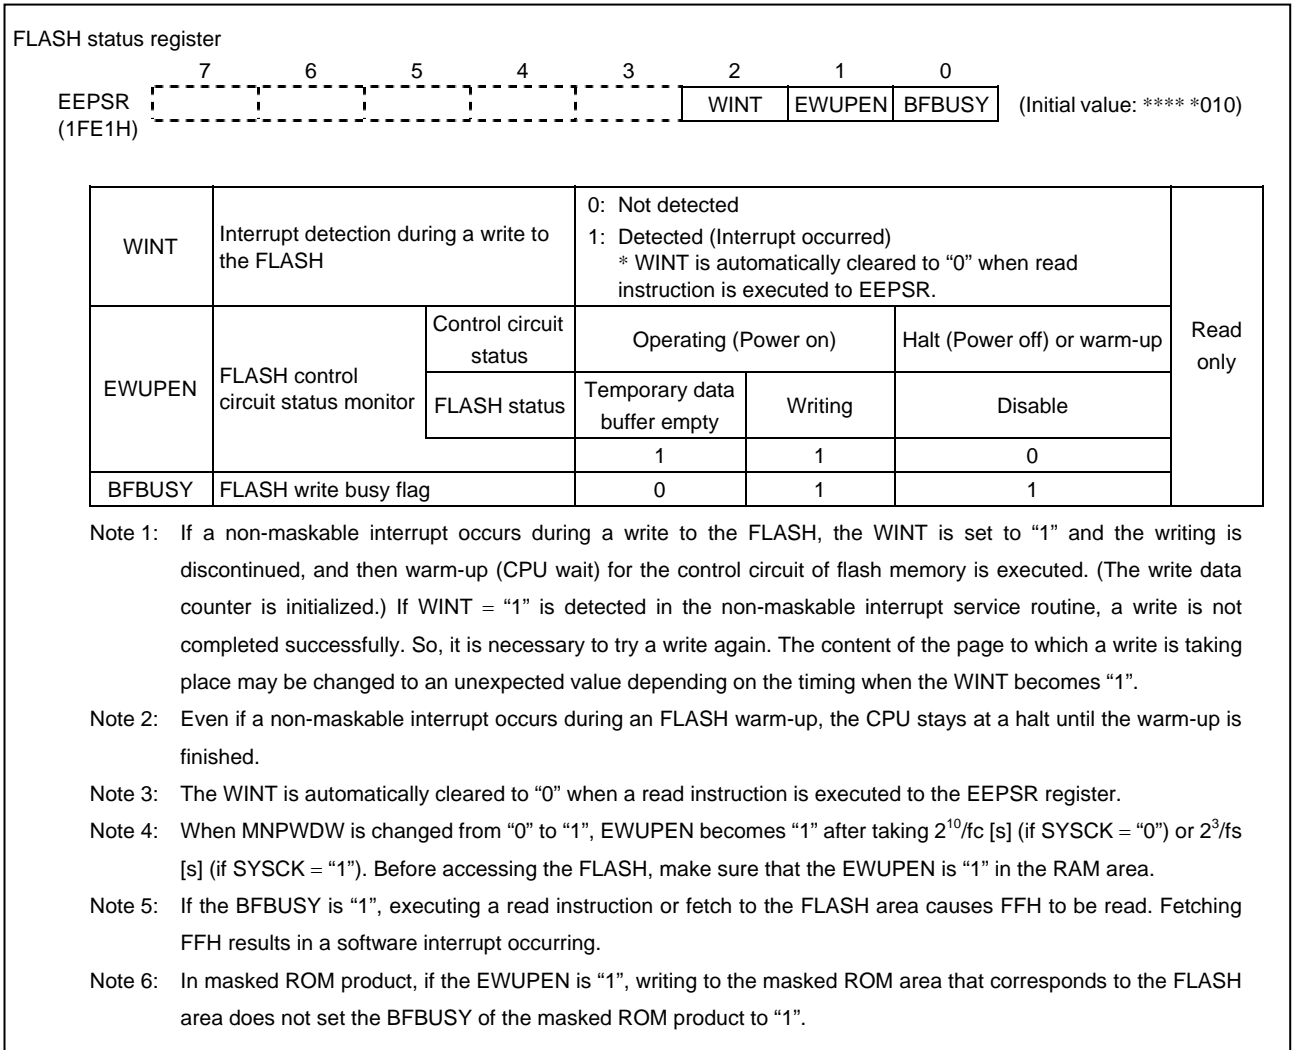 FLASH status register
7 6 5 4 3 2 1 0
EEPSR
(1FE1H)
WINT EWUPEN BFBUSY (Initial value: **** *010)
WINT
Interrupt detection during a write to
the FLASH
0: Not detected
1: Detected (Interrupt occurred)
* WINT is automatically cleared to “0” when read
instruction is executed to EEPSR.
Read
only
EWUPEN
FLASH control
circuit status monitor
Control circuit
status
Operating (Power on)
Halt (Power off) or warm-up
FLASH status
Temporary data
buffer empty
Writing
Disable
1 1 0
BFBUSY FLASH write busy flag 0 1 1
Note 1: If a non-maskable interrupt occurs during a write to the FLASH, the WINT is set to “1” and the writing is
discontinued, and then warm-up (CPU wait) for the control circuit of flash memory is executed. (The write data
counter is initialized.) If WINT = “1” is detected in the non-maskable interrupt service routine, a write is not
completed successfully. So, it is necessary to try a write again. The content of the page to which a write is taking
place may be changed to an unexpected value depending on the timing when the WINT becomes “1”.
Note 2: Even if a non-maskable interrupt occurs during an FLASH warm-up, the CPU stays at a halt until the warm-up is
finished.
Note 3: The WINT is automatically cleared to “0” when a read instruction is executed to the EEPSR register.
Note 4: When MNPWDW is changed from “0” to “1”, EWUPEN becomes “1” after taking 2¹⁰/fc [s] (if SYSCK = “0”) or 2³/fs
[s] (if SYSCK = “1”). Before accessing the FLASH, make sure that the EWUPEN is “1” in the RAM area.
Note 5: If the BFBUSY is “1”, executing a read instruction or fetch to the FLASH area causes FFH to be read. Fetching
FFH results in a software interrupt occurring.
Note 6: In masked ROM product, if the EWUPEN is “1”, writing to the masked ROM area that corresponds to the FLASH
area does not set the BFBUSY of the masked ROM product to “1”.